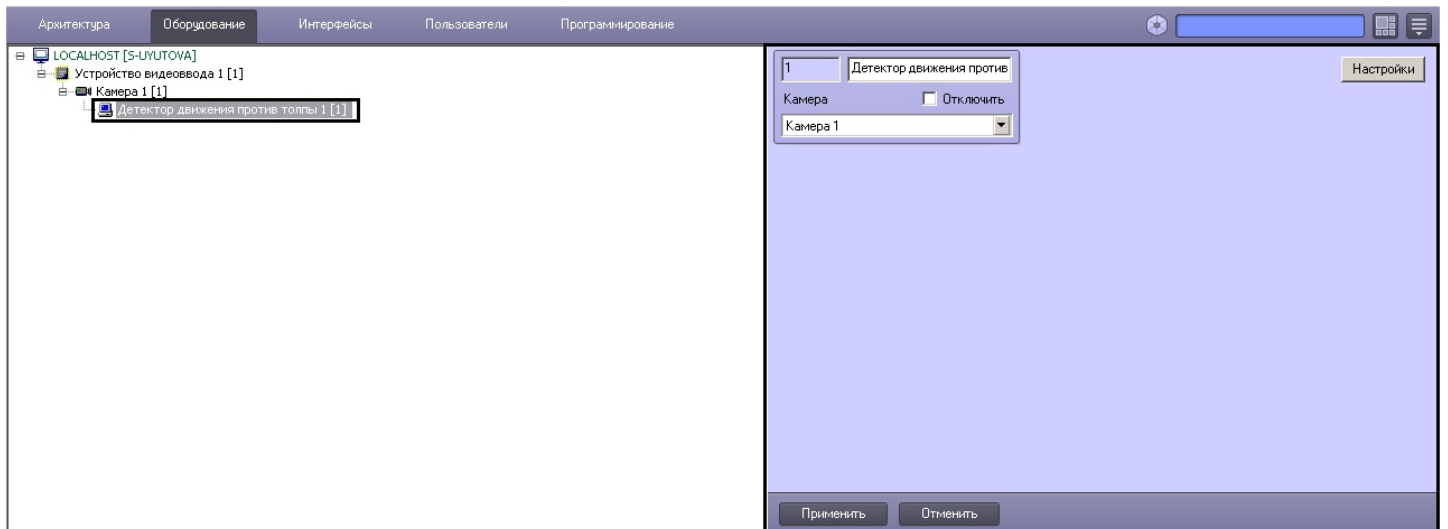 Архитектура Оборудование Интерфейсы Пользователи Программирование
LOCALHOST [S-UYUTOVA]
Устройство видеоввода 1 [1]
Камера 1 [1]
Детектор движения против толпы 1 [1]
1 Детектор движения против
Настройки
Камера Отключить
Камера 1
Применить Отменить